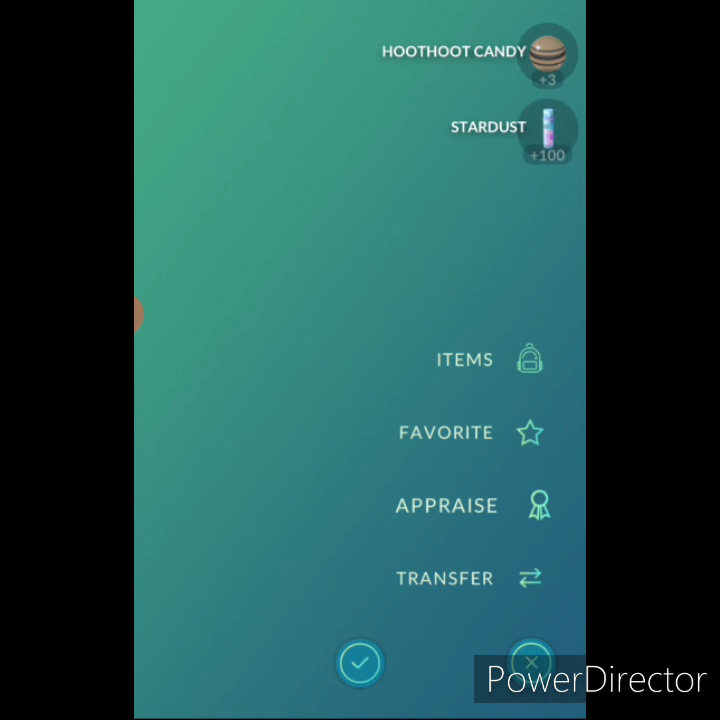 HOOTHOOT CANDY
+3
STARDUST
+100
ITEMS
FAVORITE
APPRAISE
TRANSFER
PowerDirector